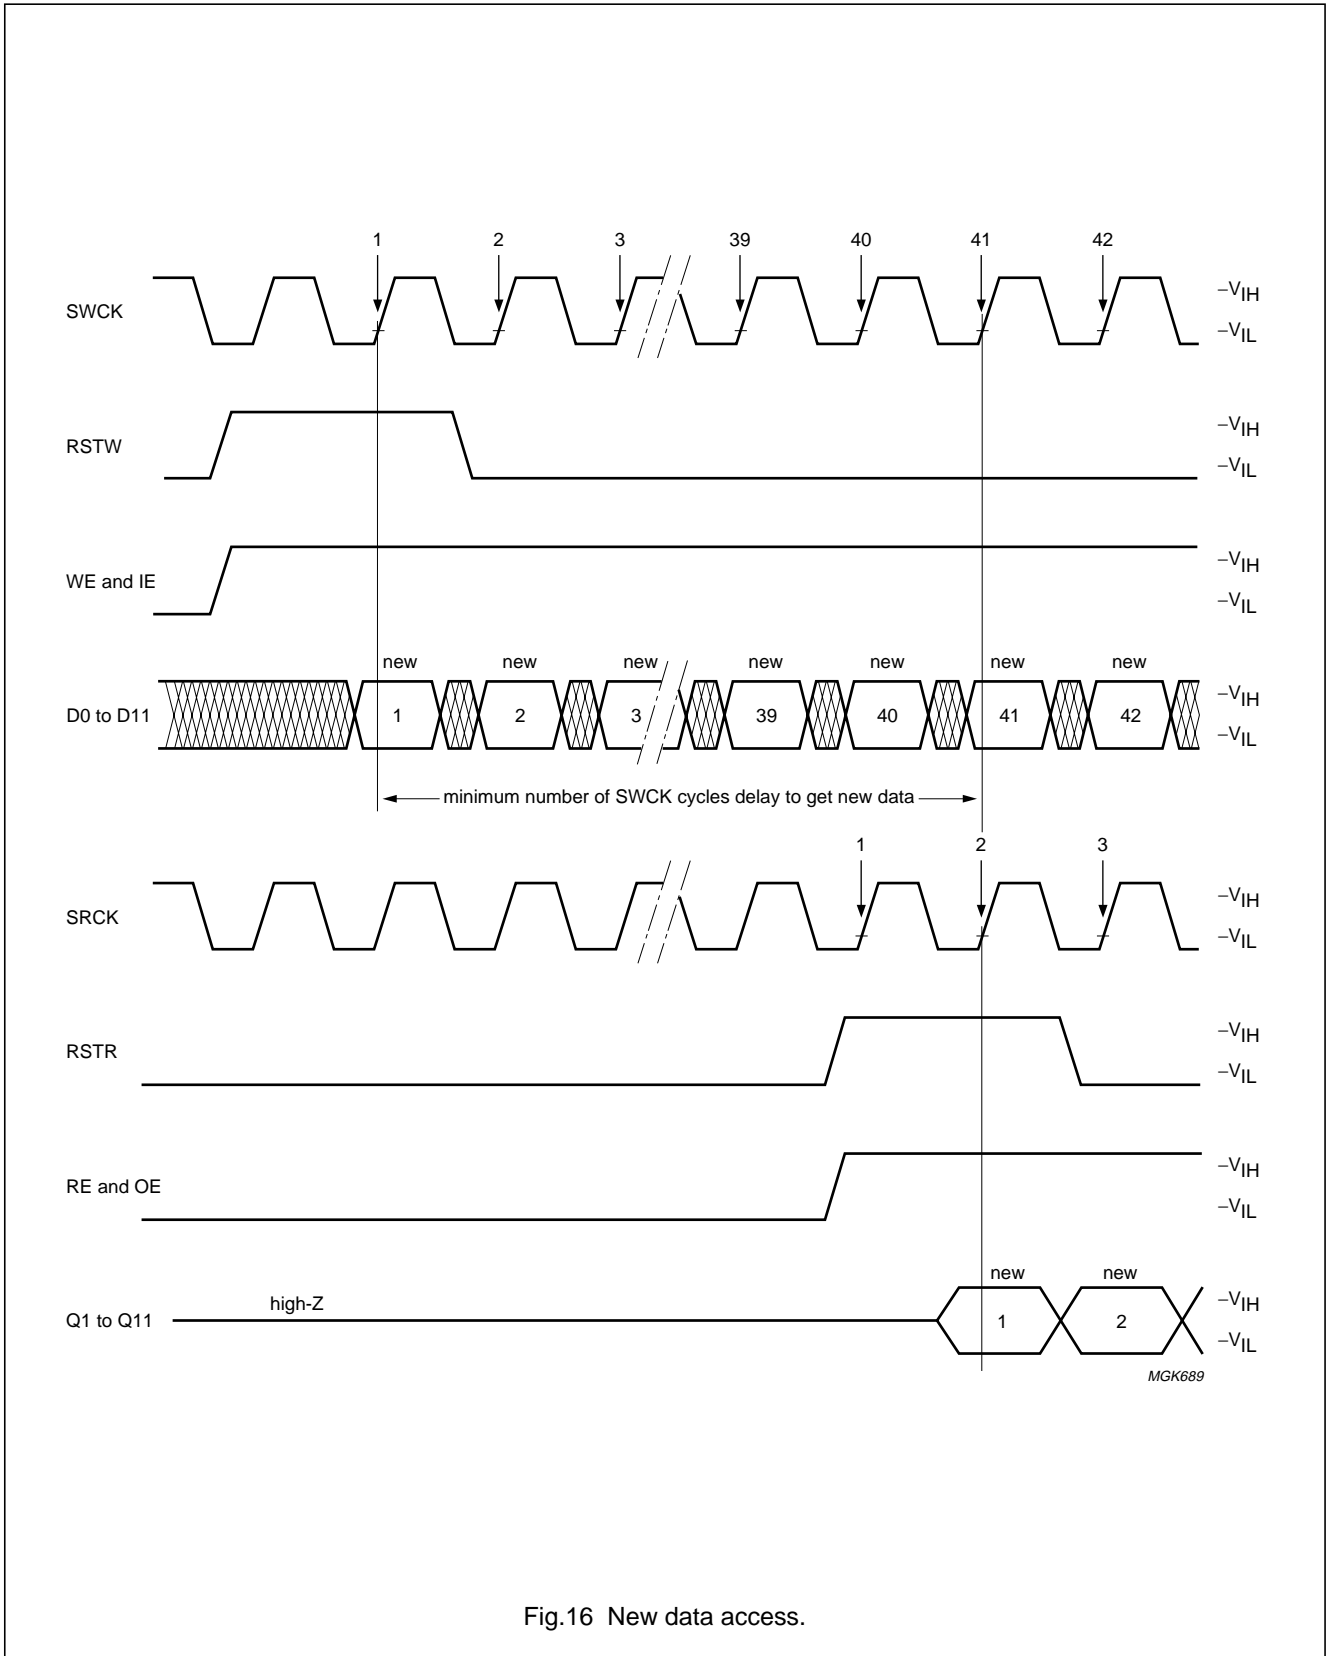 1 2 3 39 40 41 42
SWCK
–VIH
–VIL
RSTW
–VIH
–VIL
WE and IE
–VIH
–VIL
new new new new new new new
D0 to D11
1 2 3 39 40 41 42
–VIH
–VIL
minimum number of SWCK cycles delay to get new data
1 2 3
SRCK
–VIH
–VIL
RSTR
–VIH
–VIL
RE and OE
–VIH
–VIL
new new
high-Z
Q1 to Q11
1 2
–VIH
–VIL
MGK689
Fig.16 New data access.